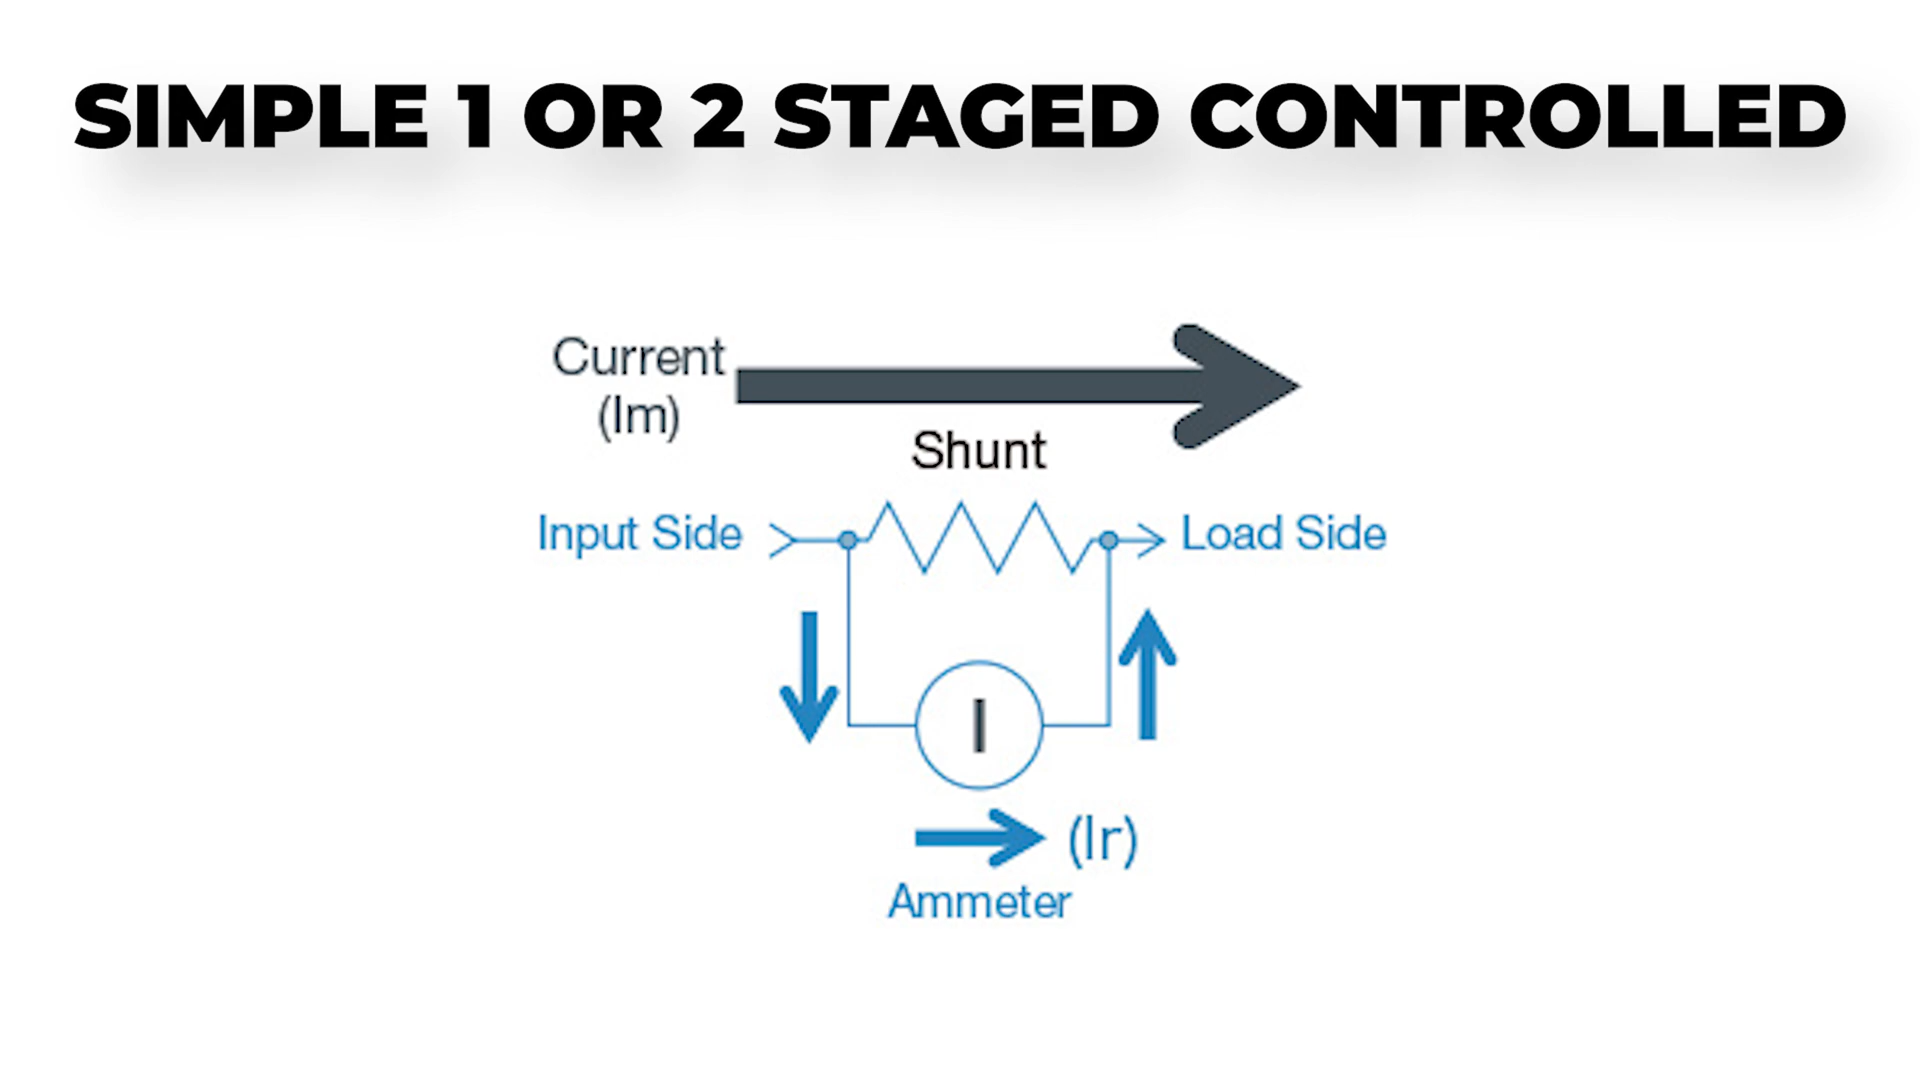 SIMPLE 1 OR 2 STAGED CONTROLLED
Current
(Im)
Shunt
Input Side
Load Side
I
(Ir)
Ammeter